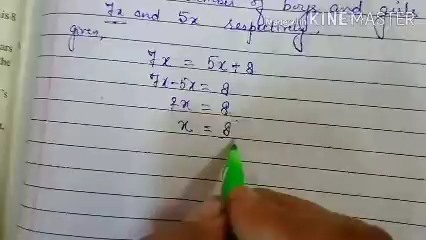 number of boys and girls
7x and 5x respectively.
given,
7x = 5x + 8
7x - 5x = 8
2x = 8
x = 8
KINEMASTER